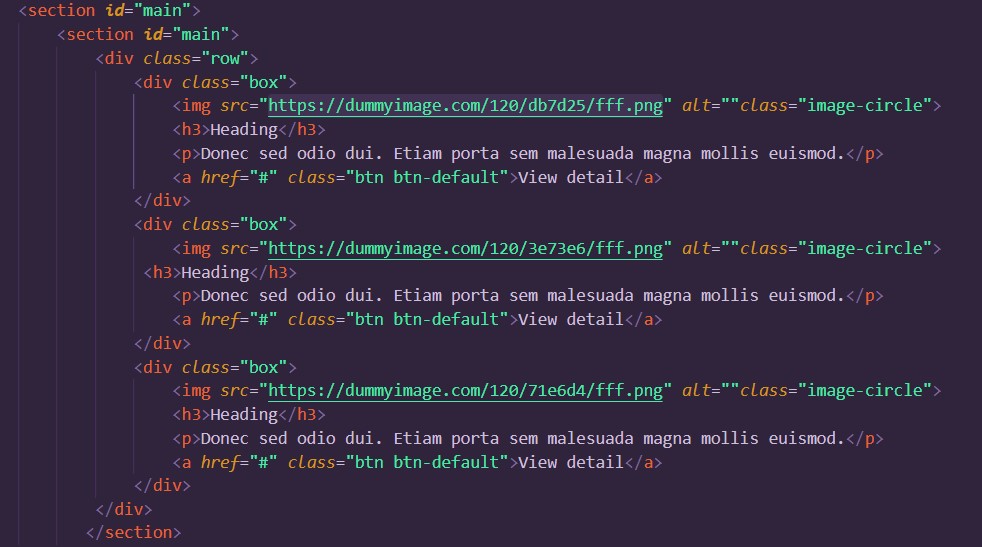 <section id="main">
<section id="main">
<div class="row">
<div class="box">
<img src="https://dummyimage.com/120/db7d25/fff.png" alt=""class="image-circle">
<h3>Heading</h3>
<p>Donec sed odio dui. Etiam porta sem malesuada magna mollis euismod.</p>
<a href="#" class="btn btn-default">View detail</a>
</div>
<div class="box">
<img src="https://dummyimage.com/120/3e73e6/fff.png" alt=""class="image-circle">
<h3>Heading</h3>
<p>Donec sed odio dui. Etiam porta sem malesuada magna mollis euismod.</p>
<a href="#" class="btn btn-default">View detail</a>
</div>
<div class="box">
<img src="https://dummyimage.com/120/71e6d4/fff.png" alt=""class="image-circle">
<h3>Heading</h3>
<p>Donec sed odio dui. Etiam porta sem malesuada magna mollis euismod.</p>
<a href="#" class="btn btn-default">View detail</a>
</div>
</div>
</section>